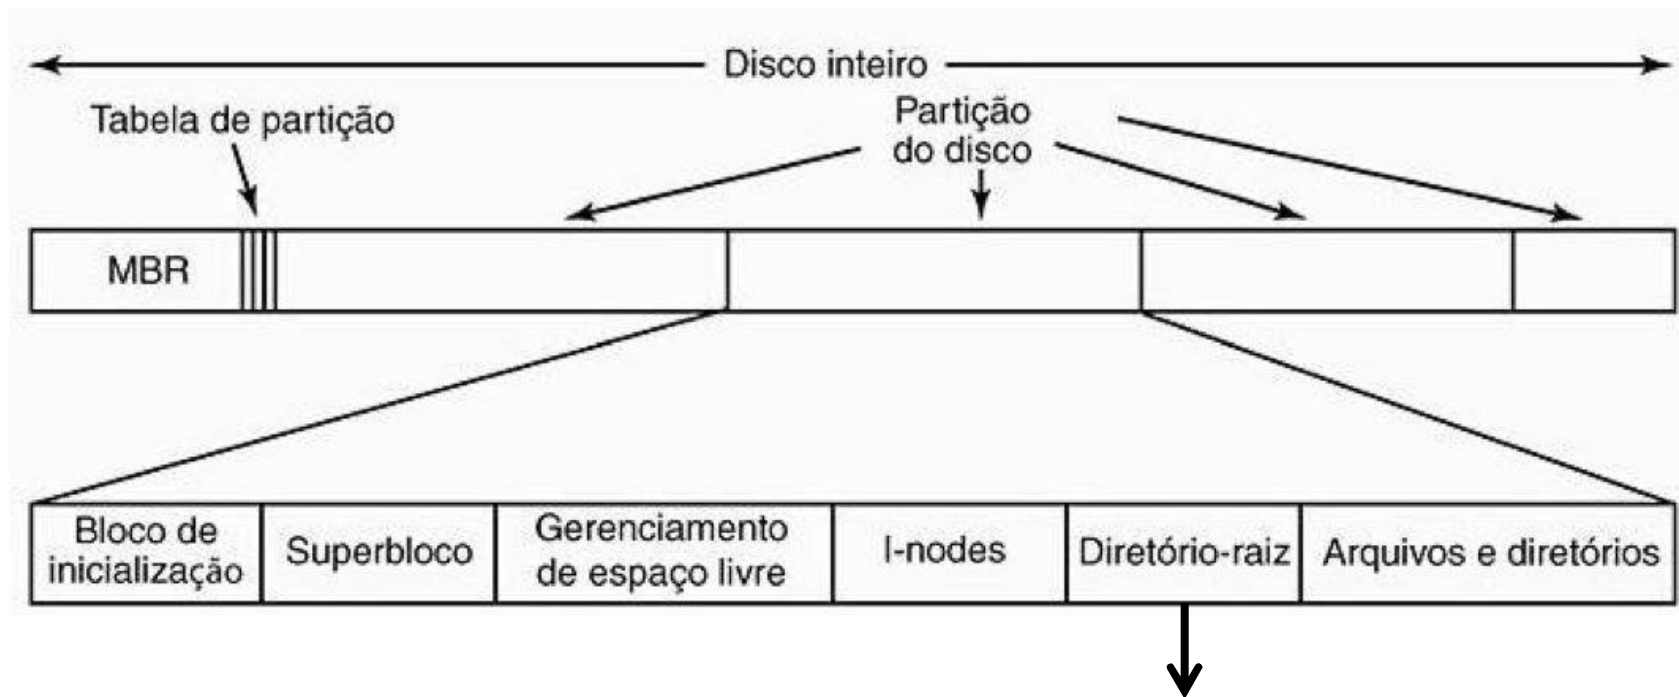 Disco inteiro
Tabela de partição
Partição
do disco
MBR
Bloco de
inicialização
Superbloco
Gerenciamento
de espaço livre
I-nodes
Diretório-raiz
Arquivos e diretórios